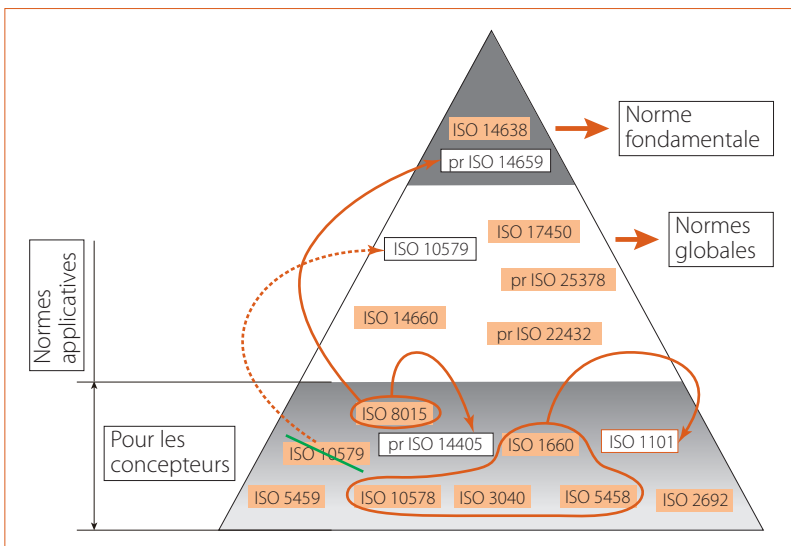 ISO 14638
Norme
fondamentale
pr ISO 14659
ISO 17450
Normes
globales
ISO 10579
pr ISO 25378
ISO 14660
pr ISO 22432
Normes
applicatives
ISO 8015
Pour les
concepteurs
ISO 10579
pr ISO 14405
ISO 1660
ISO 1101
ISO 5459
ISO 10578
ISO 3040
ISO 5458
ISO 2692